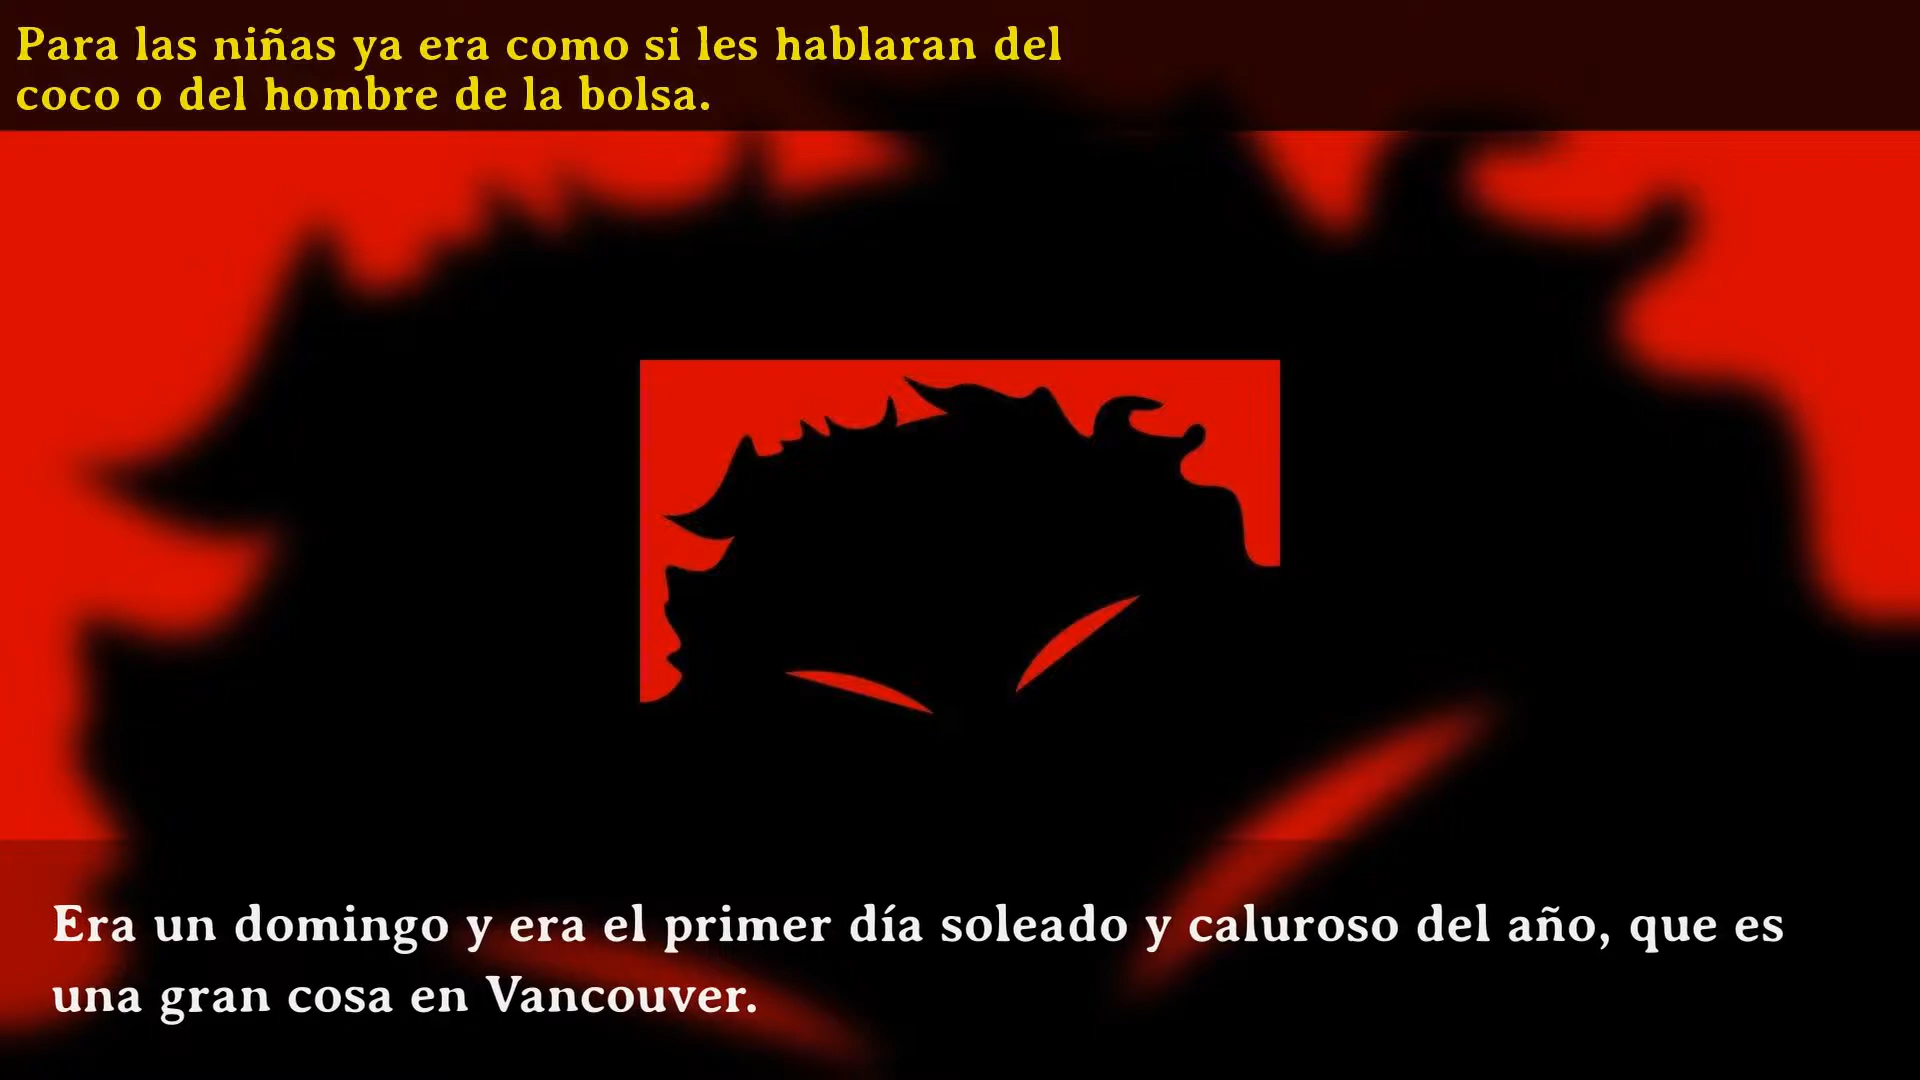 Para las niñas ya era como si les hablaran del
coco o del hombre de la bolsa.
Era un domingo y era el primer día soleado y caluroso del año, que es
una gran cosa en Vancouver.